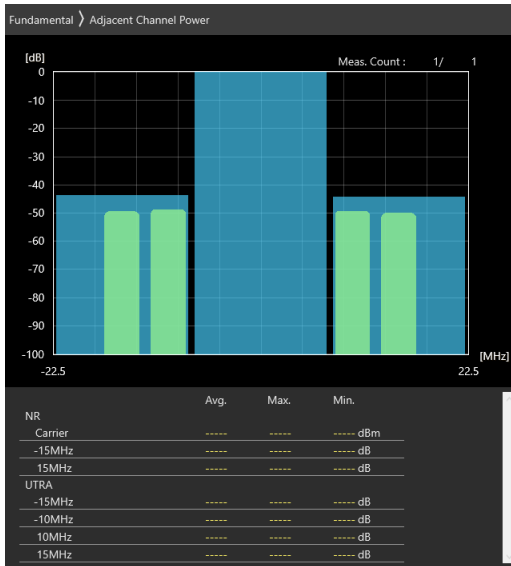 Fundamental 〉 Adjacent Channel Power
[dB]
Meas. Count : 1/ 1
0
-10
-20
-30
-40
-50
-60
-70
-80
-90
-100
[MHz]
-22.5 22.5
Avg. Max. Min.
NR
Carrier ----- ----- ----- dBm
-15MHz ----- ----- ----- dB
15MHz ----- ----- ----- dB
UTRA
-15MHz ----- ----- ----- dB
-10MHz ----- ----- ----- dB
10MHz ----- ----- ----- dB
15MHz ----- ----- ----- dB